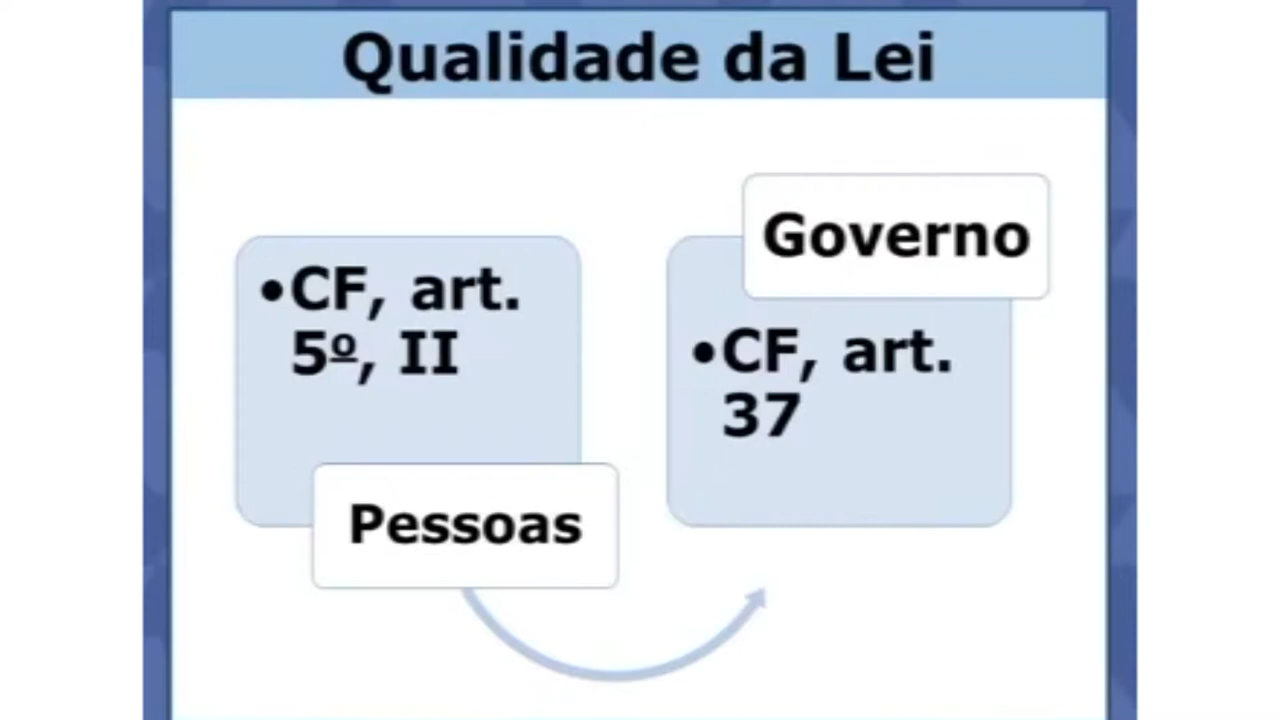 Qualidade da Lei
•CF, art.
5º, II
Pessoas
Governo
•CF, art.
37